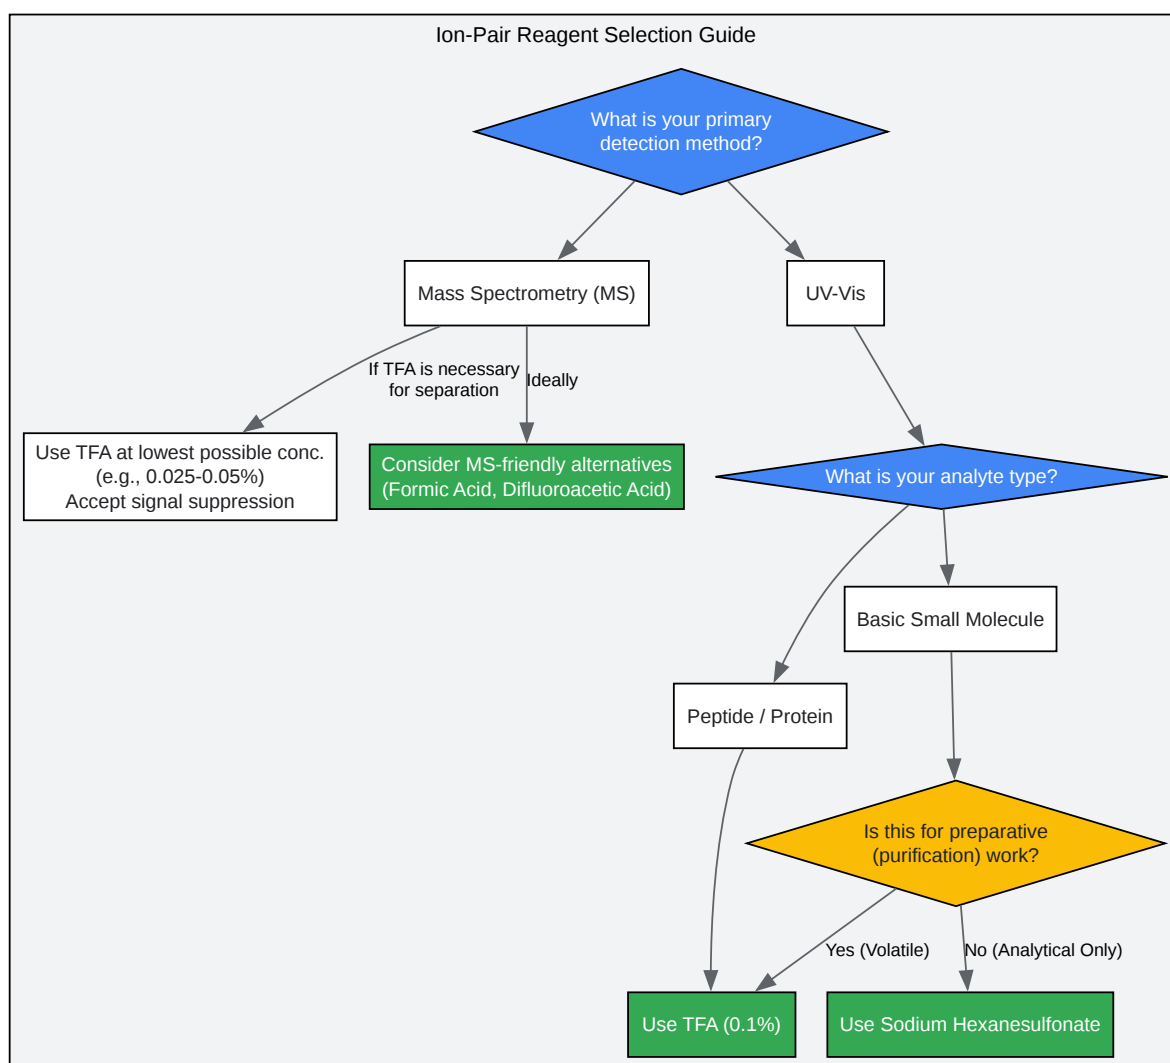 Ion-Pair Reagent Selection Guide
What is your primary
detection method?
Mass Spectrometry (MS)
UV-Vis
If TFA is necessary
for separation
Ideally
Use TFA at lowest possible conc.
(e.g., 0.025-0.05%)
Accept signal suppression
Consider MS-friendly alternatives
(Formic Acid, Difluoroacetic Acid)
What is your analyte type?
Basic Small Molecule
Peptide / Protein
Is this for preparative
(purification) work?
Yes (Volatile)
No (Analytical Only)
Use TFA (0.1%)
Use Sodium Hexanesulfonate